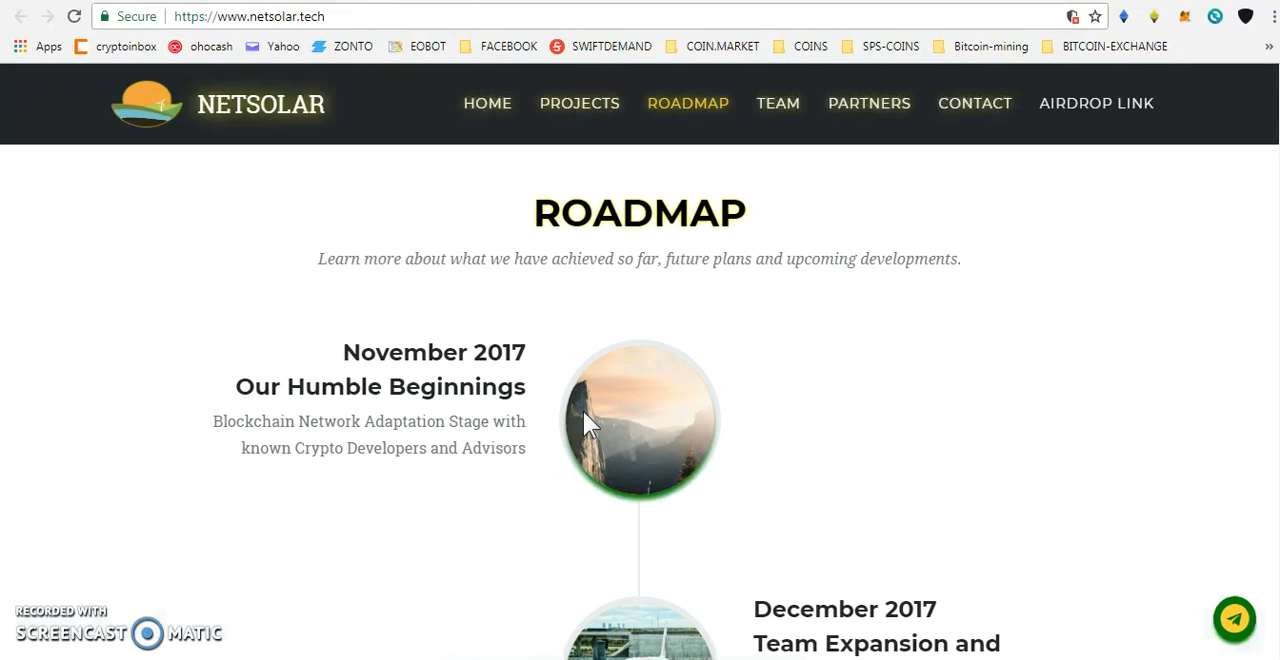 Secure https://www.netsolar.tech
Apps cryptoinbox ohocash Yahoo ZONTO EOBOT FACEBOOK SWIFTDEMAND COIN.MARKET COINS SPS-COINS Bitcoin-mining BITCOIN-EXCHANGE »
NETSOLAR HOME PROJECTS ROADMAP TEAM PARTNERS CONTACT AIRDROP LINK
ROADMAP
Learn more about what we have achieved so far, future plans and upcoming developments.
November 2017
Our Humble Beginnings
Blockchain Network Adaptation Stage with
known Crypto Developers and Advisors
December 2017
Team Expansion and
RECORDED WITH
SCREENCAST MATIC